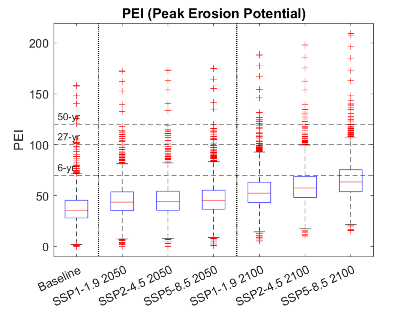 PEI (Peak Erosion Potential)
PEI
200
150
100
50
0
50-yr
27-yr
6-yr
Baseline
SSP1-1.9 2050
SSP2-4.5 2050
SSP5-8.5 2050
SSP1-1.9 2100
SSP2-4.5 2100
SSP5-8.5 2100